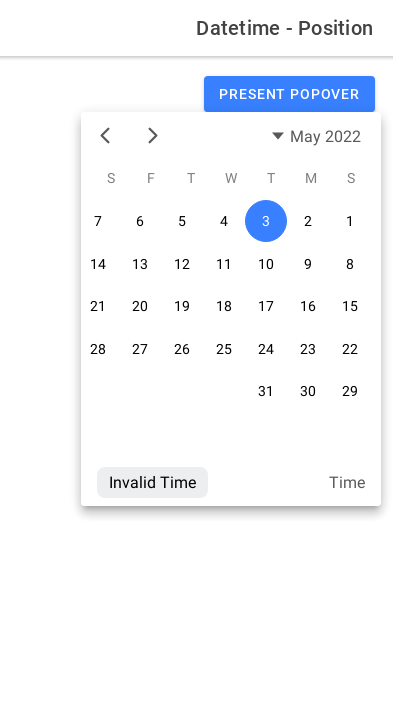 Datetime - Position
PRESENT POPOVER
May 2022
S F T W T M S
7 6 5 4 3 2 1
14 13 12 11 10 9 8
21 20 19 18 17 16 15
28 27 26 25 24 23 22
31 30 29
Invalid Time Time